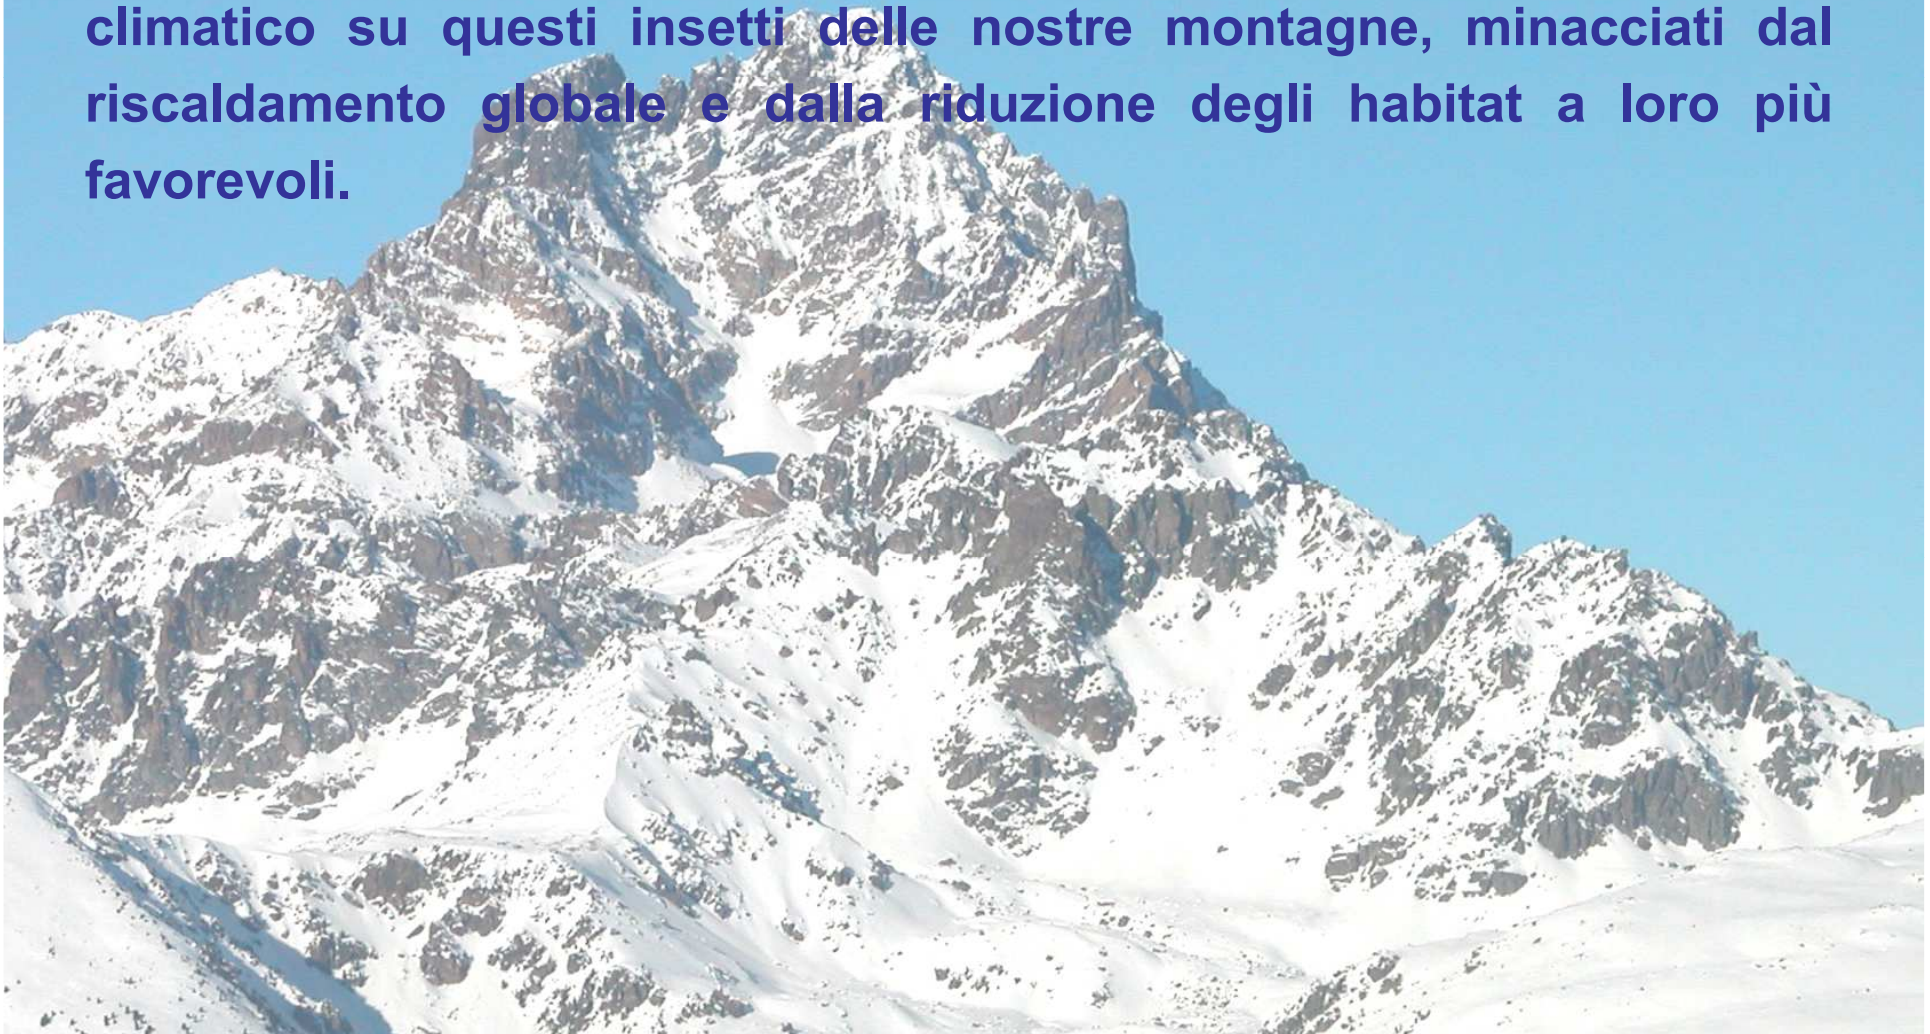 climatico su questi insetti delle nostre montagne, minacciati dal
riscaldamento globale e dalla riduzione degli habitat a loro più
favorevoli.